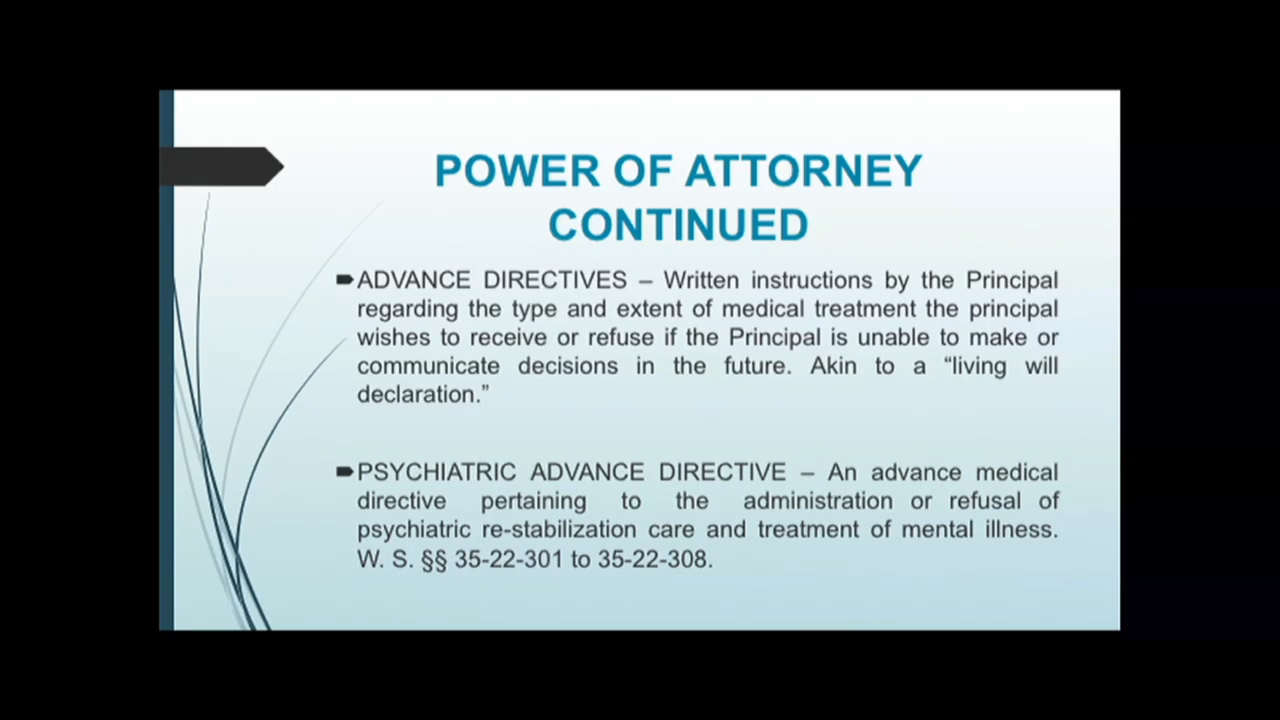 POWER OF ATTORNEY
CONTINUED
ADVANCE DIRECTIVES – Written instructions by the Principal
regarding the type and extent of medical treatment the principal
wishes to receive or refuse if the Principal is unable to make or
communicate decisions in the future. Akin to a “living will
declaration.”
PSYCHIATRIC ADVANCE DIRECTIVE – An advance medical
directive pertaining to the administration or refusal of
psychiatric re-stabilization care and treatment of mental illness.
W. S. §§ 35-22-301 to 35-22-308.